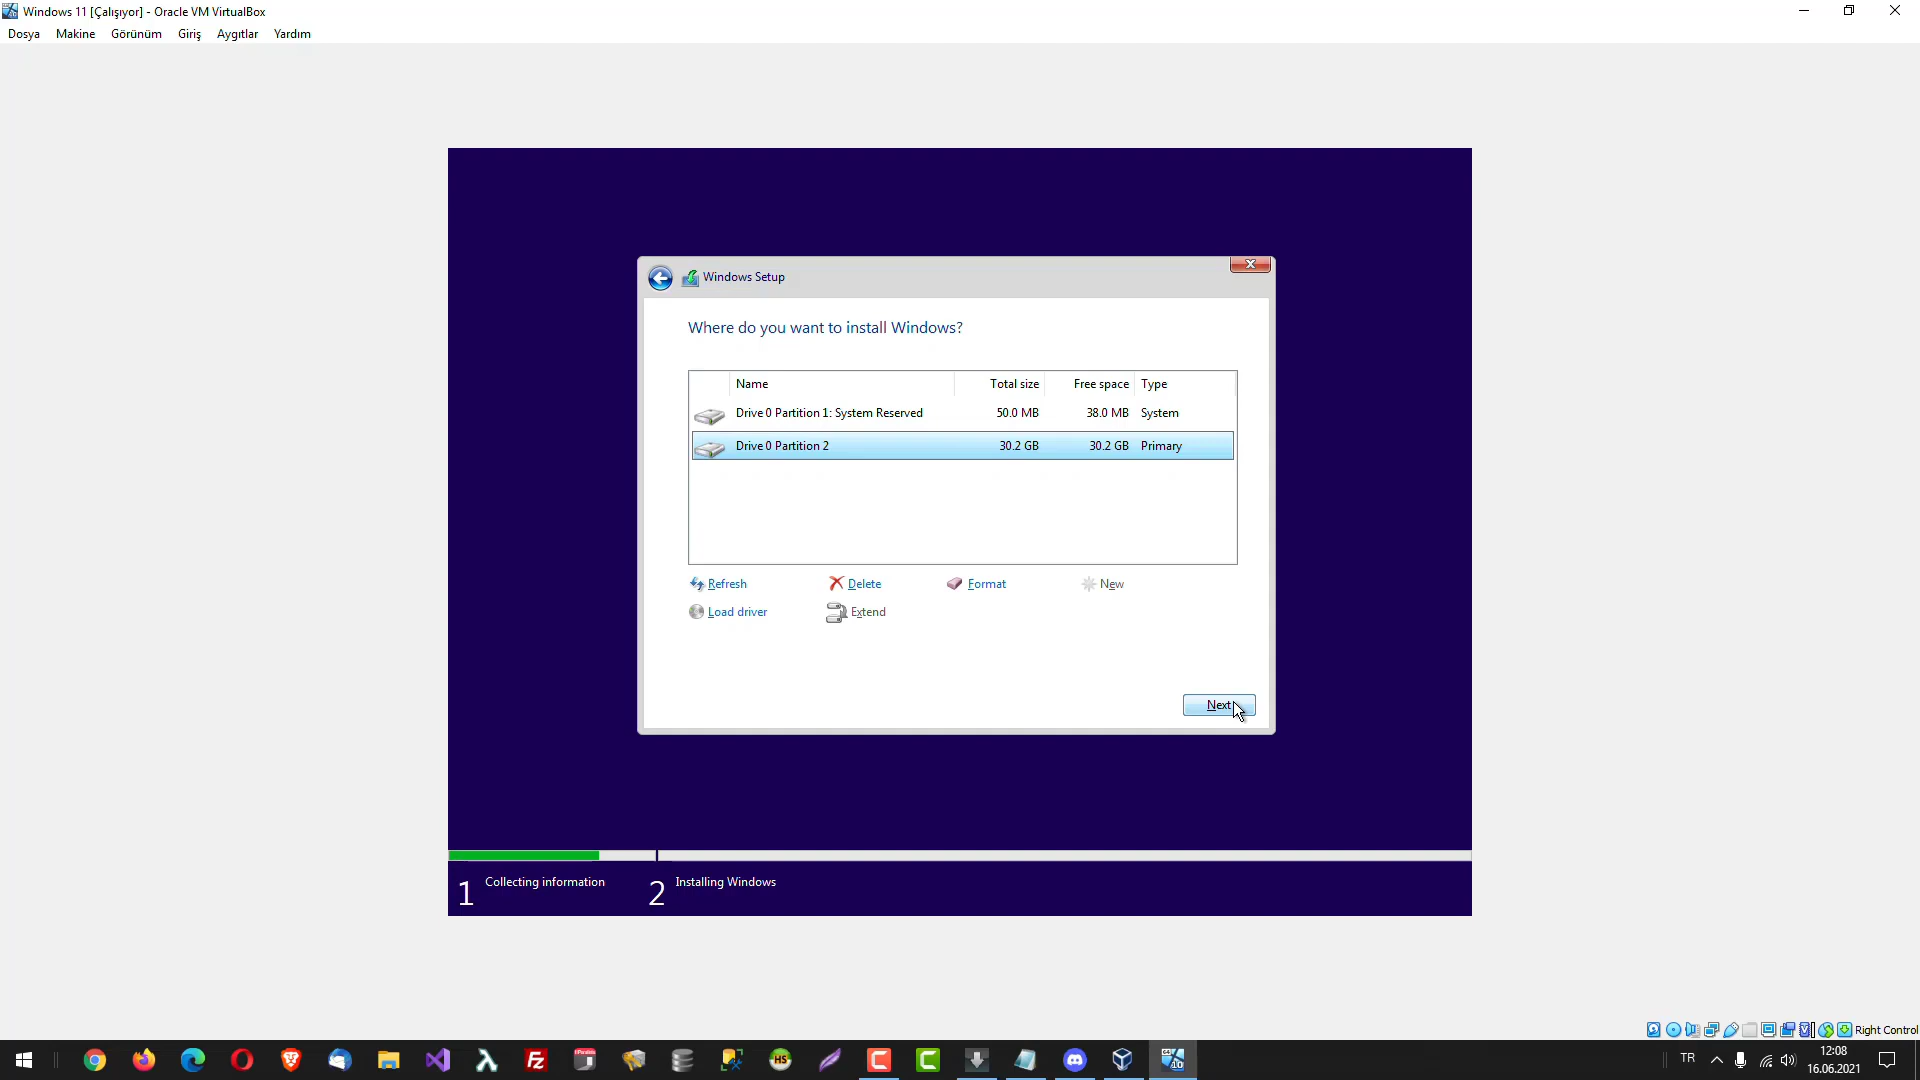 Windows 11 [Çalışıyor] - Oracle VM VirtualBox
Dosya Makine Görünüm Giriş Aygıtlar Yardım
Windows Setup
Where do you want to install Windows?
Name Total size Free space Type
Drive 0 Partition 1: System Reserved 50.0 MB 38.0 MB System
Drive 0 Partition 2 30.2 GB 30.2 GB Primary
Refresh Delete Format New
Load driver Extend
Next
1 Collecting information 2 Installing Windows
Right Control
TR 12:08
16.06.2021